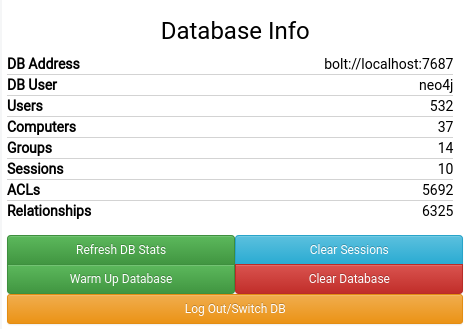 Database Info
DB Address bolt://localhost:7687
DB User neo4j
Users 532
Computers 37
Groups 14
Sessions 10
ACLs 5692
Relationships 6325
Refresh DB Stats Clear Sessions
Warm Up Database Clear Database
Log Out/Switch DB